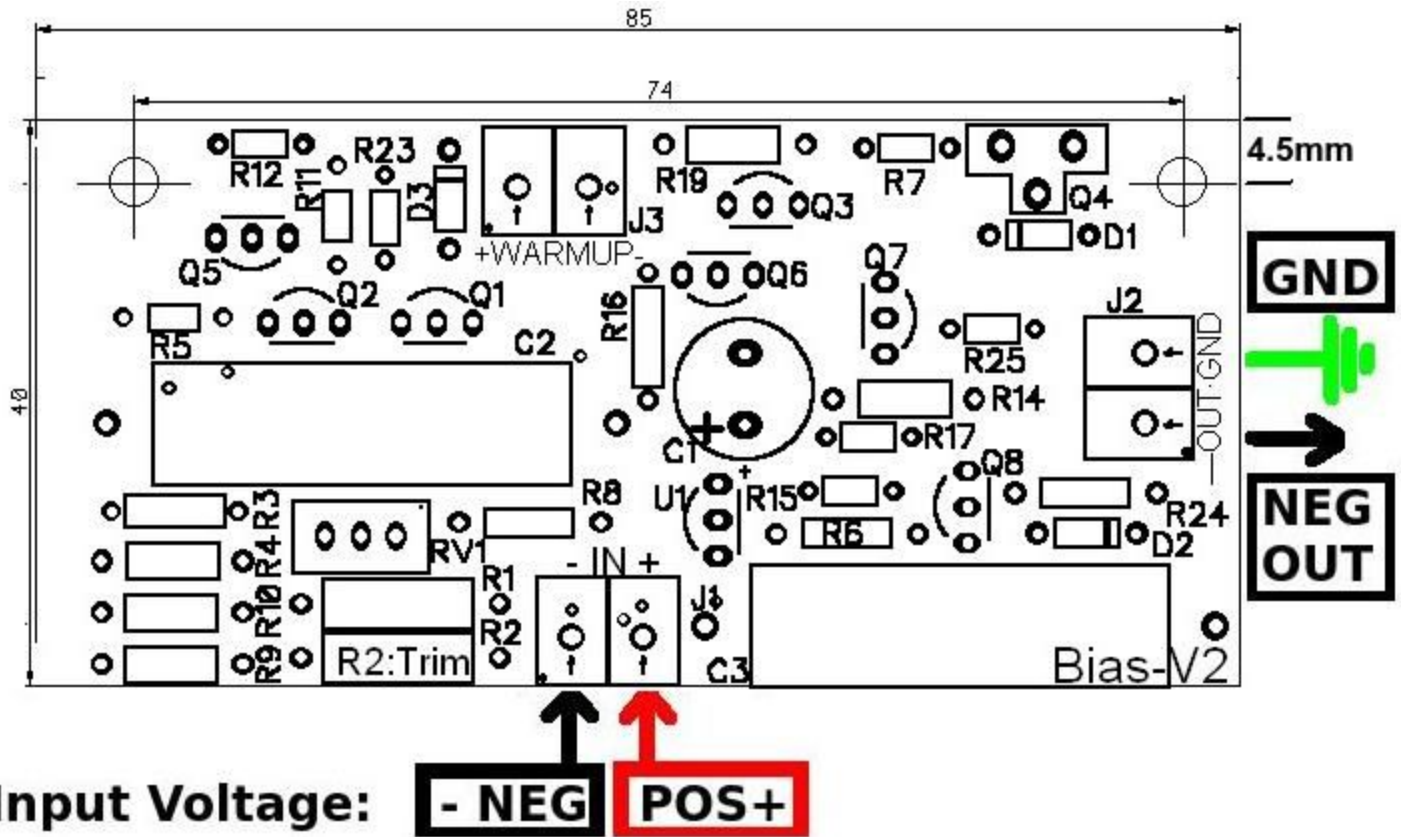 85
74
4.5mm
R12
R11
R23
D3
J3
R19
Q3
R7
Q4
D1
+WARMUP-
Q5
Q2
Q1
Q6
Q7
GND
J2
R5
C2
R16
R25
40
R14
-OUT·GND
C1
+
R17
R3
R8
U1
+
R15
Q8
R24
R4
RV1
R6
D2
NEG
OUT
- IN +
R10
R1
J1
R9
R2
R2:Trim
C3
Bias-V2
Input Voltage:
- NEG
POS+